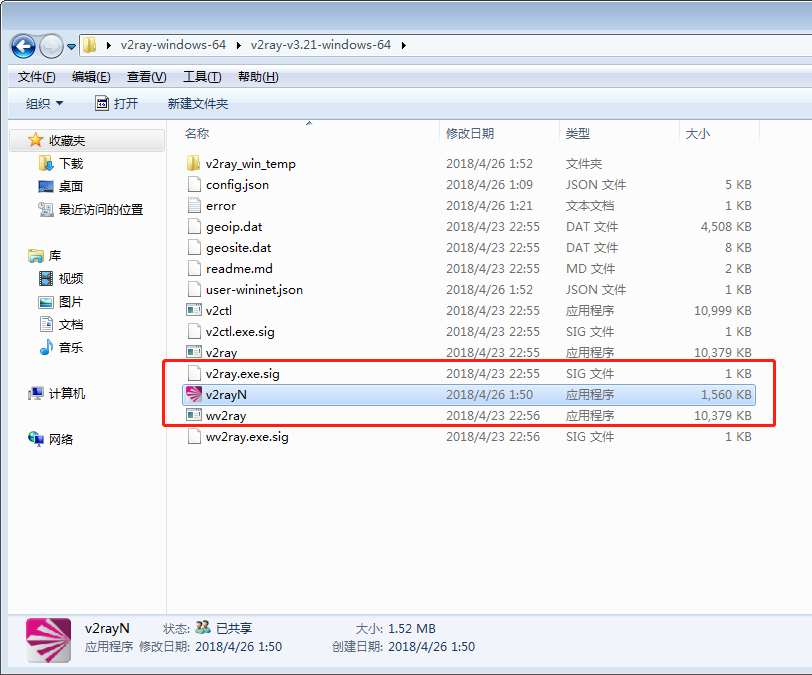 v2ray-windows-64 v2ray-v3.21-windows-64
文件(F) 编辑(E) 查看(V) 工具(T) 帮助(H)
组织 打开 新建文件夹
收藏夹
下载
桌面
最近访问的位置
库
视频
图片
文档
音乐
计算机
网络
名称 修改日期 类型 大小
v2ray_win_temp 2018/4/26 1:52 文件夹
config.json 2018/4/26 1:09 JSON 文件 5 KB
error 2018/4/26 1:21 文本文档 1 KB
geoip.dat 2018/4/23 22:55 DAT 文件 4,508 KB
geosite.dat 2018/4/23 22:55 DAT 文件 8 KB
readme.md 2018/4/23 22:55 MD 文件 2 KB
user-wininet.json 2018/4/26 1:52 JSON 文件 1 KB
v2ctl 2018/4/23 22:55 应用程序 10,999 KB
v2ctl.exe.sig 2018/4/23 22:55 SIG 文件 1 KB
v2ray 2018/4/23 22:55 应用程序 10,379 KB
v2ray.exe.sig 2018/4/23 22:55 SIG 文件 1 KB
v2rayN 2018/4/26 1:50 应用程序 1,560 KB
wv2ray 2018/4/23 22:56 应用程序 10,379 KB
wv2ray.exe.sig 2018/4/23 22:56 SIG 文件 1 KB
v2rayN 状态: 已共享 大小: 1.52 MB
应用程序 修改日期: 2018/4/26 1:50 创建日期: 2018/4/26 1:50